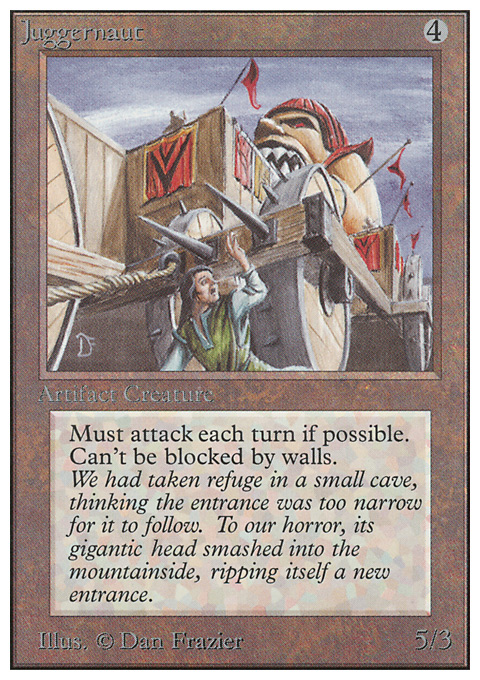 Juggernaut 4
Artifact Creature
Must attack each turn if possible.
Can't be blocked by walls.
We had taken refuge in a small cave,
thinking the entrance was too narrow
for it to follow. To our horror, its
gigantic head smashed into the
mountainside, ripping itself a new
entrance.
Illus. © Dan Frazier 5/3